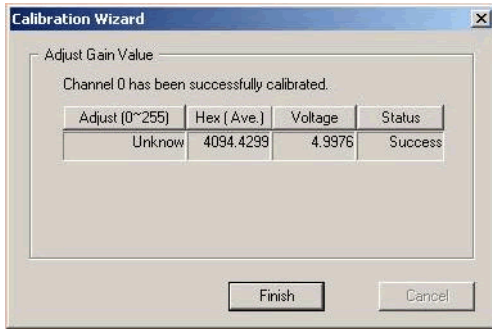 Calibration Wizard
Adjust Gain Value
Channel 0 has been successfully calibrated.
Adjust (0~255) Hex ( Ave.) Voltage Status
Unknow 4094.4299 4.9976 Success
Finish Cancel